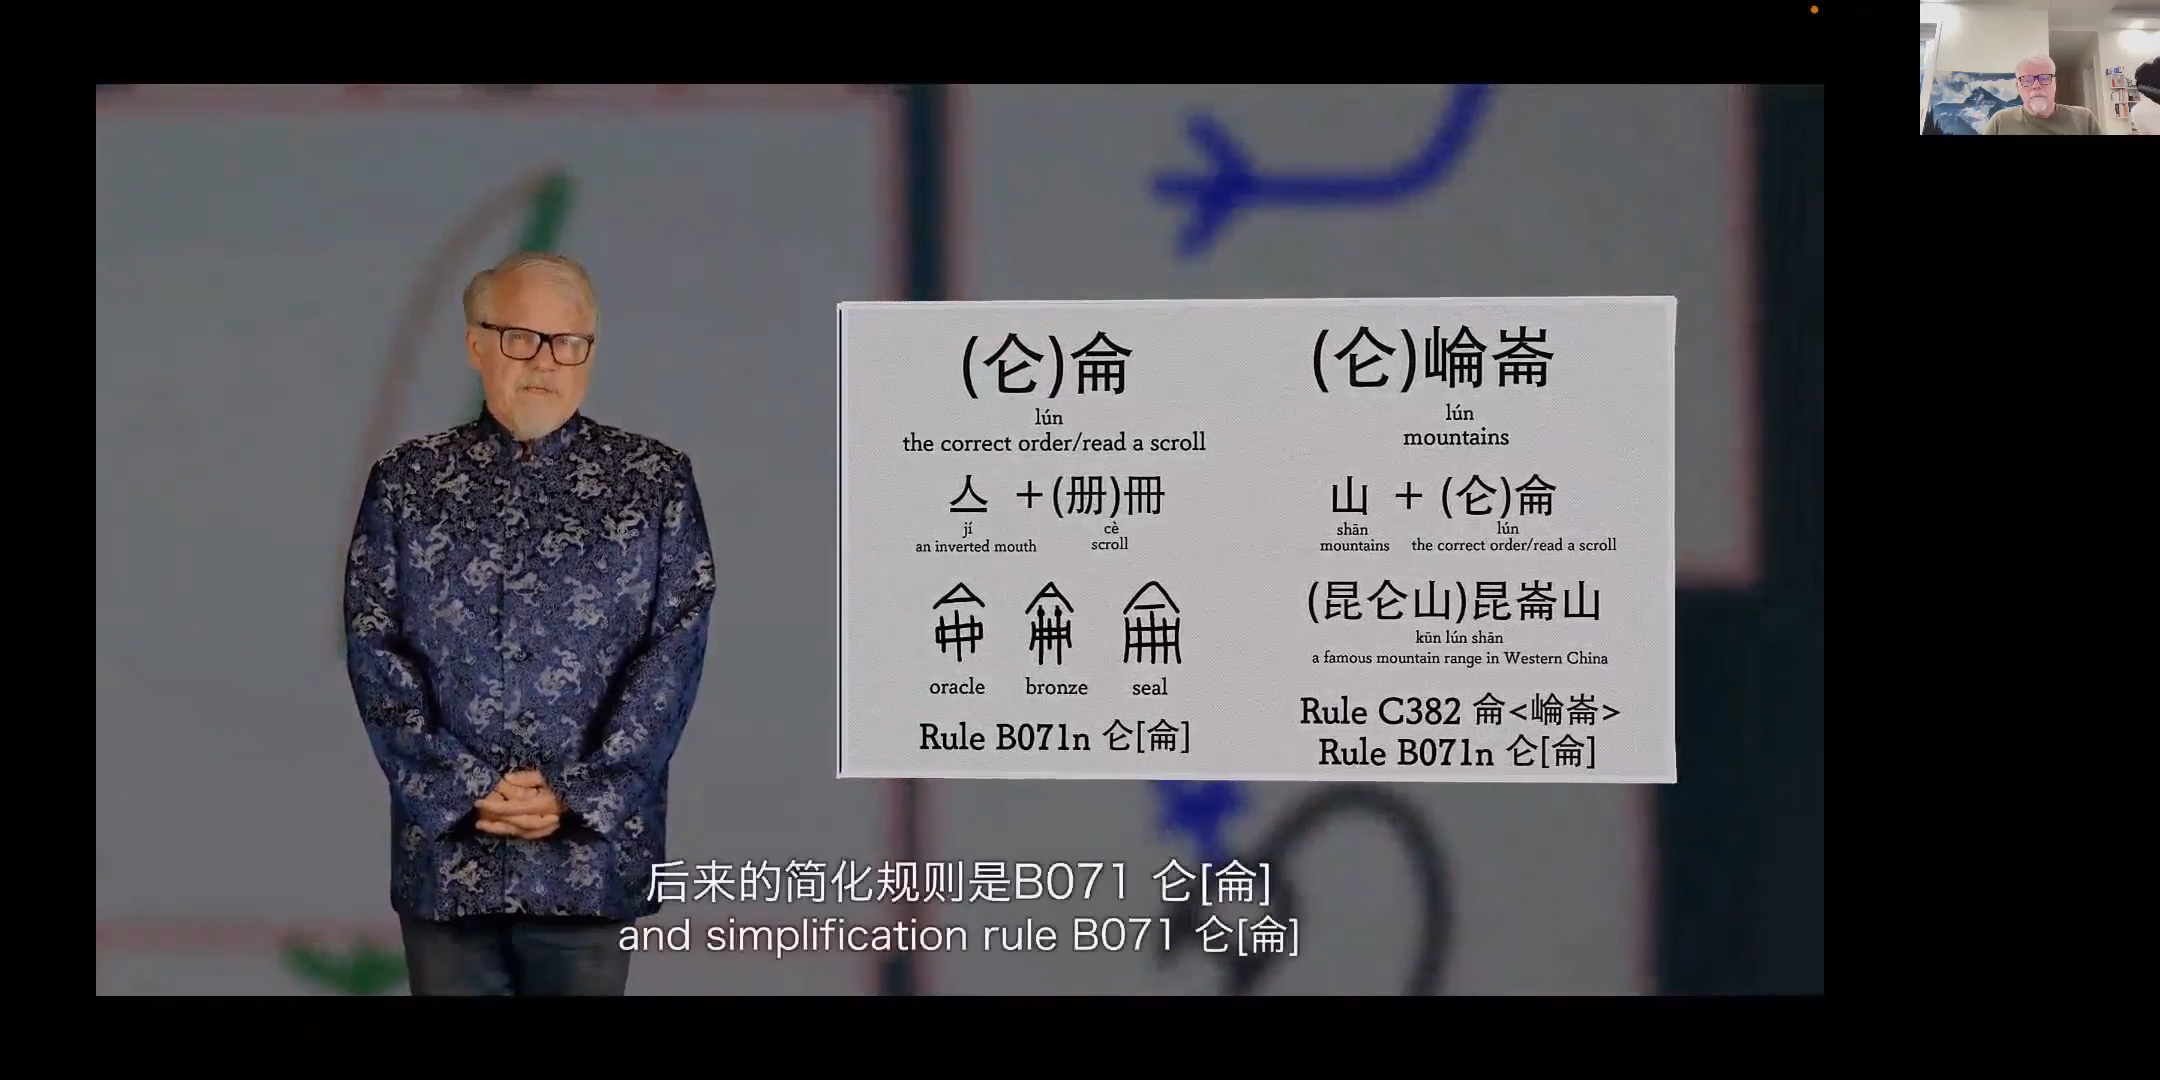 (仑)侖
lún
the correct order/read a scroll
亼 + (册)冊
jí
an inverted mouth
cè
scroll
oracle
bronze
seal
Rule B071n 仑[侖]
(仑)崘崙
lún
mountains
山 + (仑)侖
shān
mountains
lún
the correct order/read a scroll
(昆仑山)昆崙山
kūn lún shān
a famous mountain range in Western China
Rule C382 侖<崘崙>
Rule B071n 仑[侖]
后来的简化规则是B071 仑[侖]
and simplification rule B071 仑[侖]